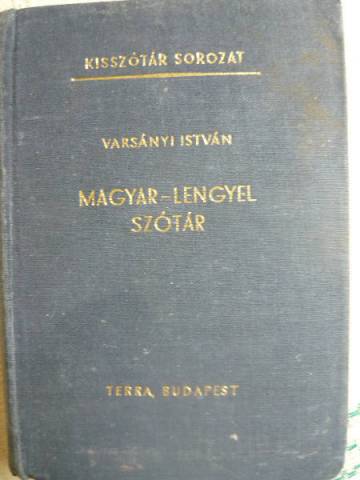 KISSZÓTÁR SOROZAT
VARSÁNYI ISTVÁN
MAGYAR-LENGYEL
SZÓTÁR
TERRA, BUDAPEST